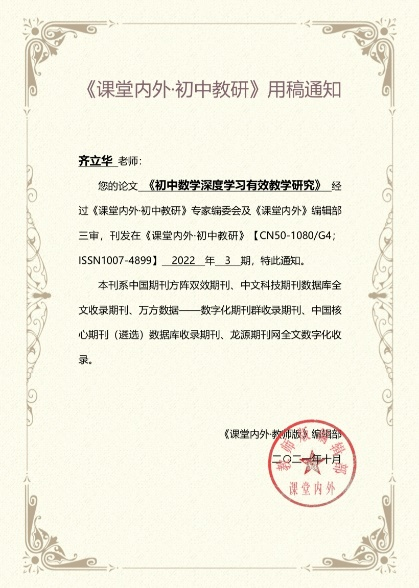 《课堂内外·初中教研》用稿通知
齐立华 老师：
您的论文 《初中数学深度学习有效教学研究》 经
过《课堂内外·初中教研》专家编委会及《课堂内外》编辑部
三审，刊发在《课堂内外·初中教研》【CN50-1080/G4；
ISSN1007-4899】 2022 年 3 期，特此通知。
本刊系中国期刊方阵双效期刊、中文科技期刊数据库全
文收录期刊、万方数据——数字化期刊群收录期刊、中国核
心期刊（遴选）数据库收录期刊、龙源期刊网全文数字化收
录。
《课堂内外·教师版》编辑部
二〇二一年十月
教师版编辑部
课堂内外